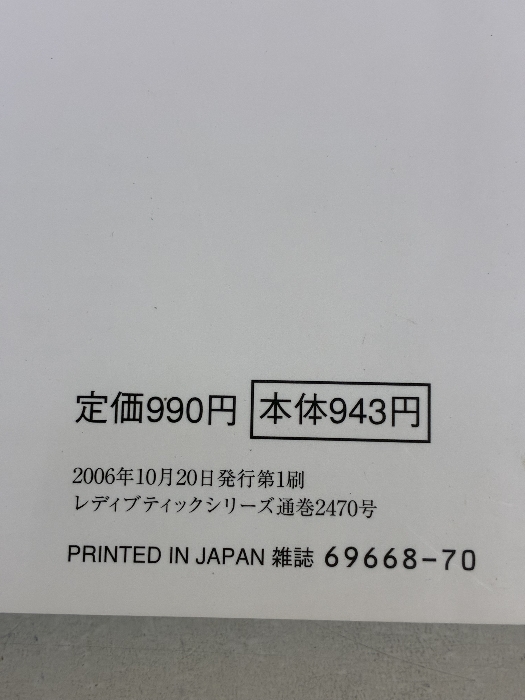 定価990円 本体943円
2006年10月20日発行第1刷
レディブティックシリーズ通巻2470号
PRINTED IN JAPAN 雑誌 69668-70